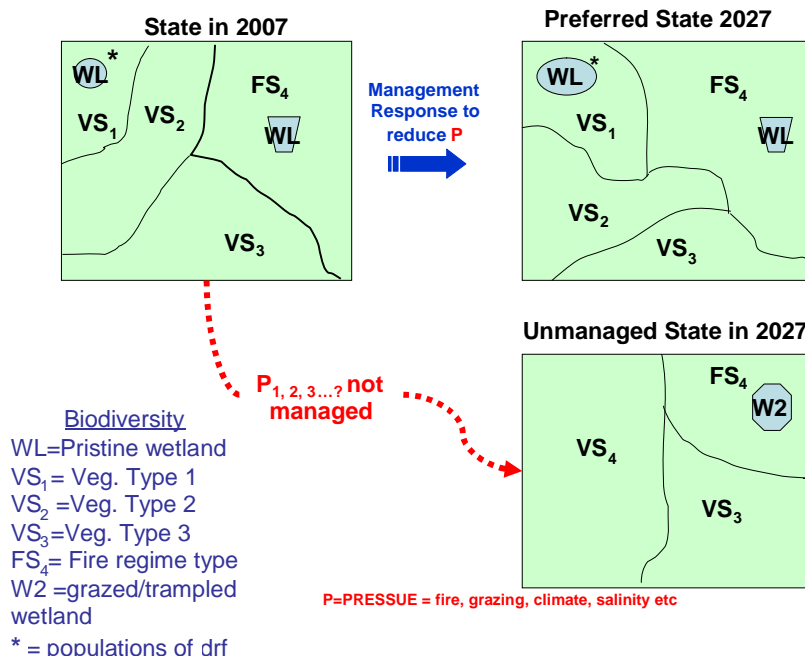 State in 2007
WL *
VS₁
VS₂
FS₄
WL
VS₃
Management
Response to
reduce P
Preferred State 2027
WL *
VS₁
FS₄
WL
VS₂
VS₃
P₁, ₂, ₃...? not
managed
Unmanaged State in 2027
FS₄
W2
VS₄
VS₃
Biodiversity
WL=Pristine wetland
VS₁= Veg. Type 1
VS₂ =Veg. Type 2
VS₃=Veg. Type 3
FS₄= Fire regime type
W2 =grazed/trampled
wetland
* = populations of drf
P=PRESSUE = fire, grazing, climate, salinity etc